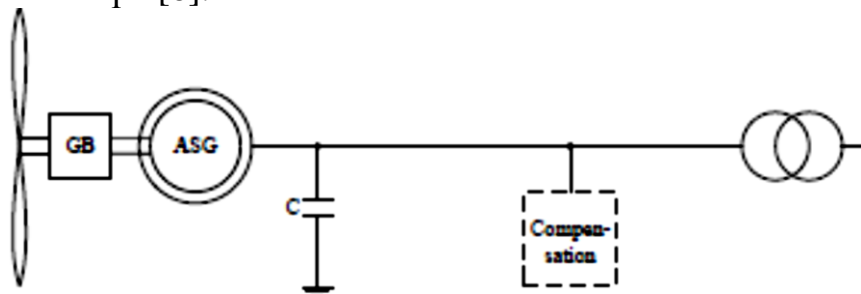 GB
ASG
C
Compen-
sation